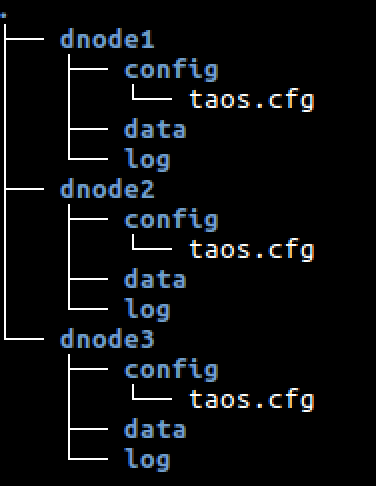 .
dnode1
config
taos.cfg
data
log
dnode2
config
taos.cfg
data
log
dnode3
config
taos.cfg
data
log